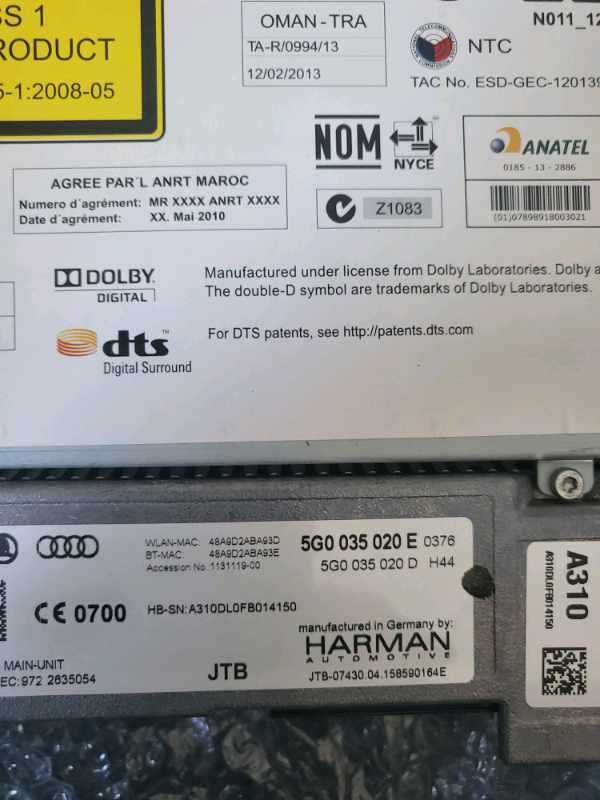 SS 1
PRODUCT
5-1:2008-05
OMAN - TRA
TA-R/0994/13
12/02/2013
N011_12
NTC
TAC No. ESD-GEC-120139
NOM
NYCE
ANATEL
0185 - 13 - 2886
(01)07898918003021
AGREE PAR´L ANRT MAROC
Numero d´agrément: MR XXXX ANRT XXXX
Date d´agrément: XX. Mai 2010
Z1083
DOLBY
DIGITAL
Manufactured under license from Dolby Laboratories. Dolby a
The double-D symbol are trademarks of Dolby Laboratories.
dts™
Digital Surround
For DTS patents, see http://patents.dts.com
WLAN-MAC: 48A9D2ABA93D
BT-MAC: 48A9D2ABA93E
Accession No.:1131119-00
5G0 035 020 E 0376
5G0 035 020 D H44
CE 0700
HB-SN:A310DL0FB014150
manufactured in Germany by:
HARMAN
AUTOMOTIVE
MAIN-UNIT
EC:972 2635054
JTB
JTB-07430.04.158590164E
A310
A310DL0FB014150